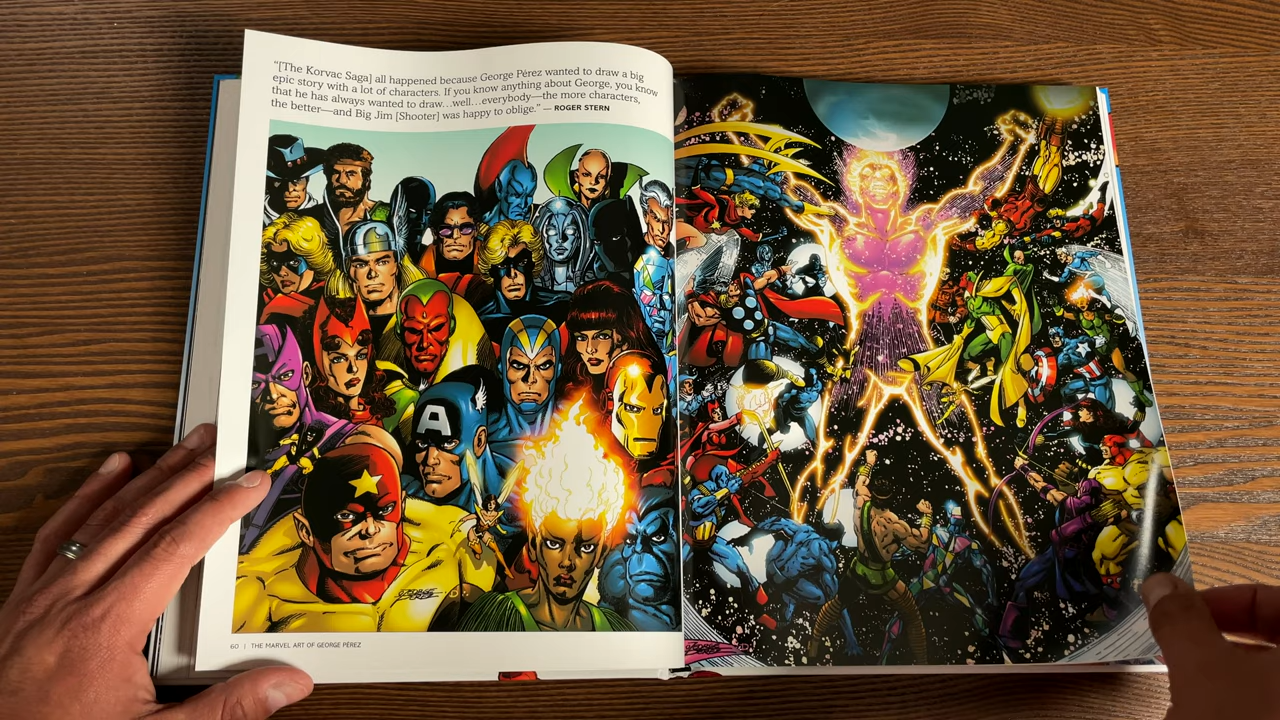 “[The Korvac Saga] all happened because George Pérez wanted to draw a big
epic story with a lot of characters. If you know anything about George, you know
that he has always wanted to draw…well…everybody—the more characters,
the better—and Big Jim [Shooter] was happy to oblige.” — ROGER STERN
A
60 | THE MARVEL ART OF GEORGE PÉREZ